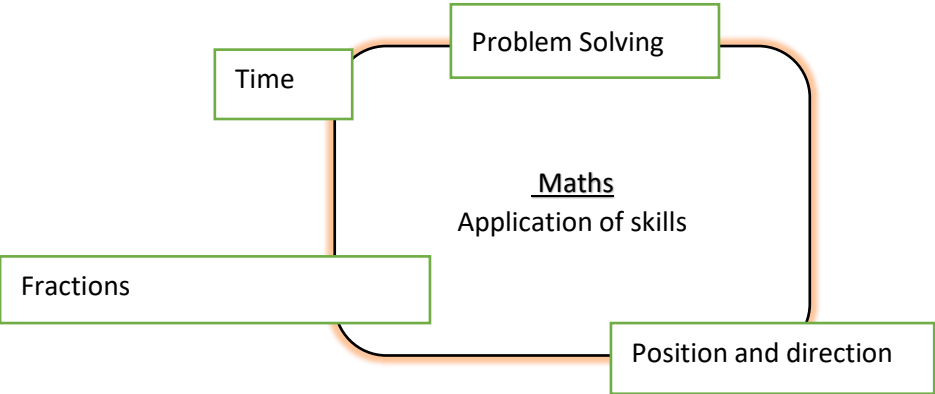 Problem Solving
Time
Maths
Application of skills
Fractions
Position and direction